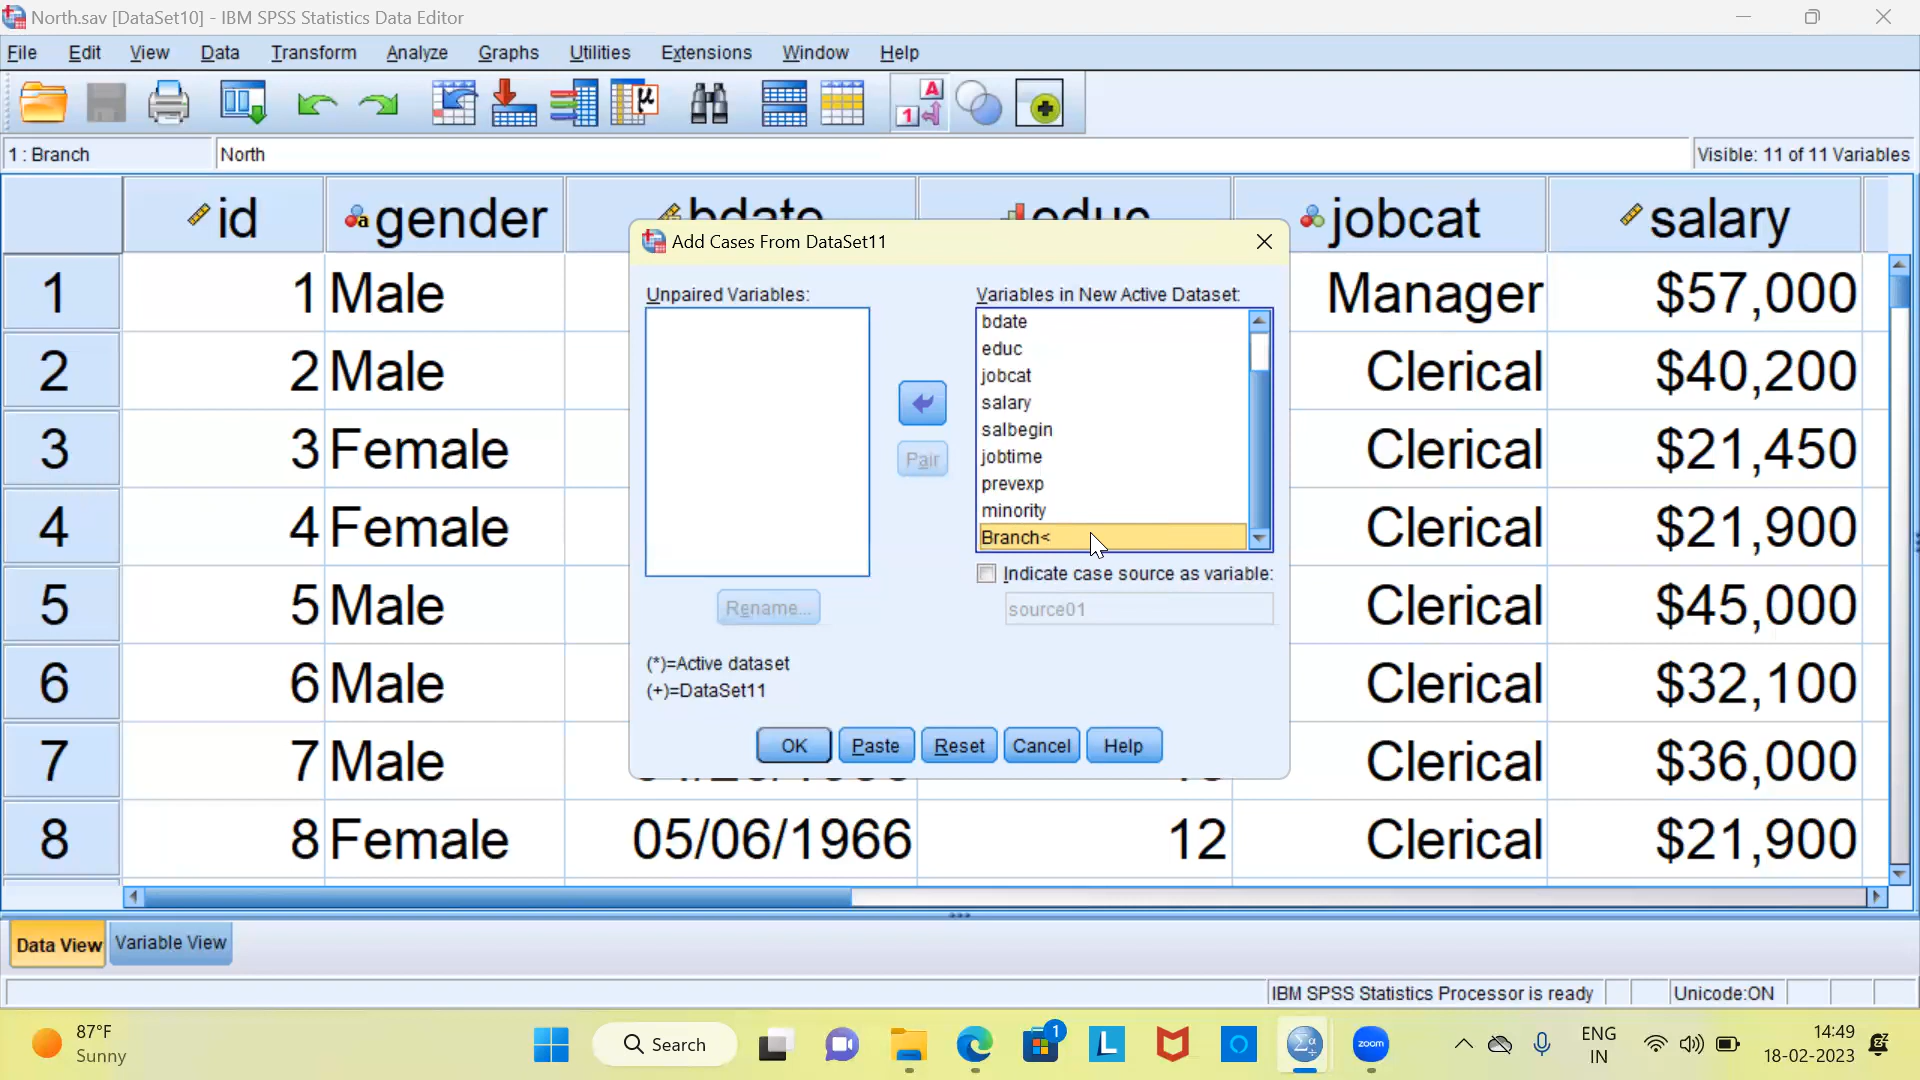 North.sav [DataSet10] - IBM SPSS Statistics Data Editor
File Edit View Data Transform Analyze Graphs Utilities Extensions Window Help
1 : Branch North Visible: 11 of 11 Variables
id gender bdate educ jobcat salary
1 1 Male Manager $57,000
2 2 Male Clerical $40,200
3 3 Female Clerical $21,450
4 4 Female Clerical $21,900
5 5 Male Clerical $45,000
6 6 Male Clerical $32,100
7 7 Male Clerical $36,000
8 8 Female 05/06/1966 12 Clerical $21,900
Add Cases From DataSet11
Unpaired Variables:
Variables in New Active Dataset:
bdate
educ
jobcat
salary
salbegin
jobtime
prevexp
minority
Branch<
Pair
Indicate case source as variable:
source01
Rename...
(*)=Active dataset
(+)=DataSet11
OK Paste Reset Cancel Help
Data View Variable View
IBM SPSS Statistics Processor is ready Unicode:ON
87°F
Sunny
Search
1
zoom
ENG
IN
14:49
18-02-2023